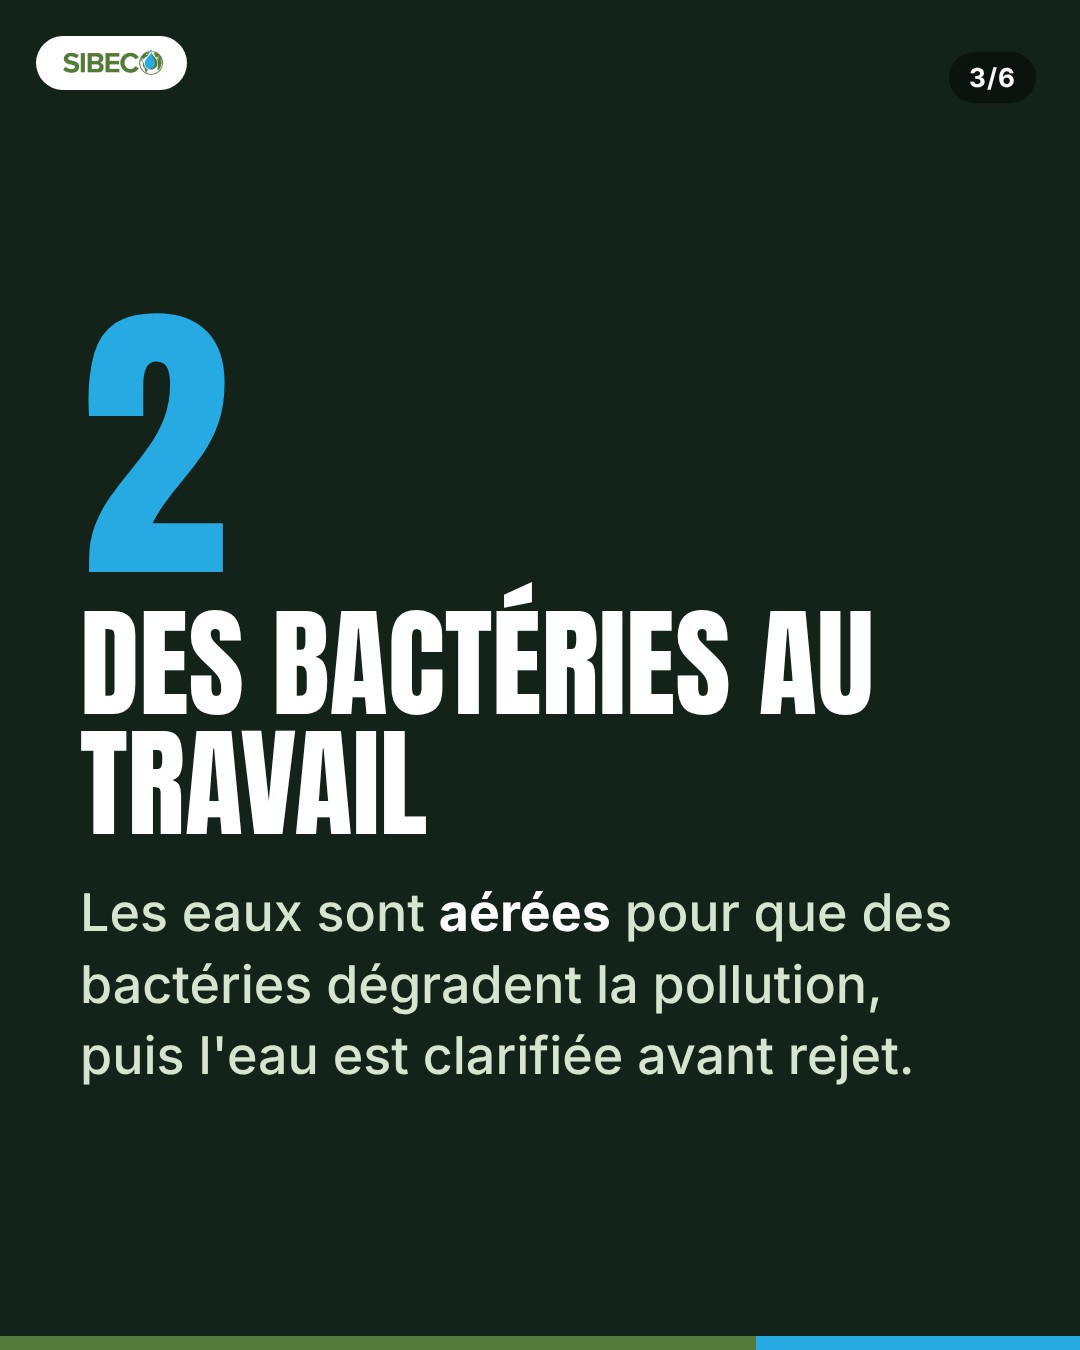 SIBECO
3/6
2
DES BACTÉRIES AU
TRAVAIL
Les eaux sont aérées pour que des
bactéries dégradent la pollution,
puis l'eau est clarifiée avant rejet.